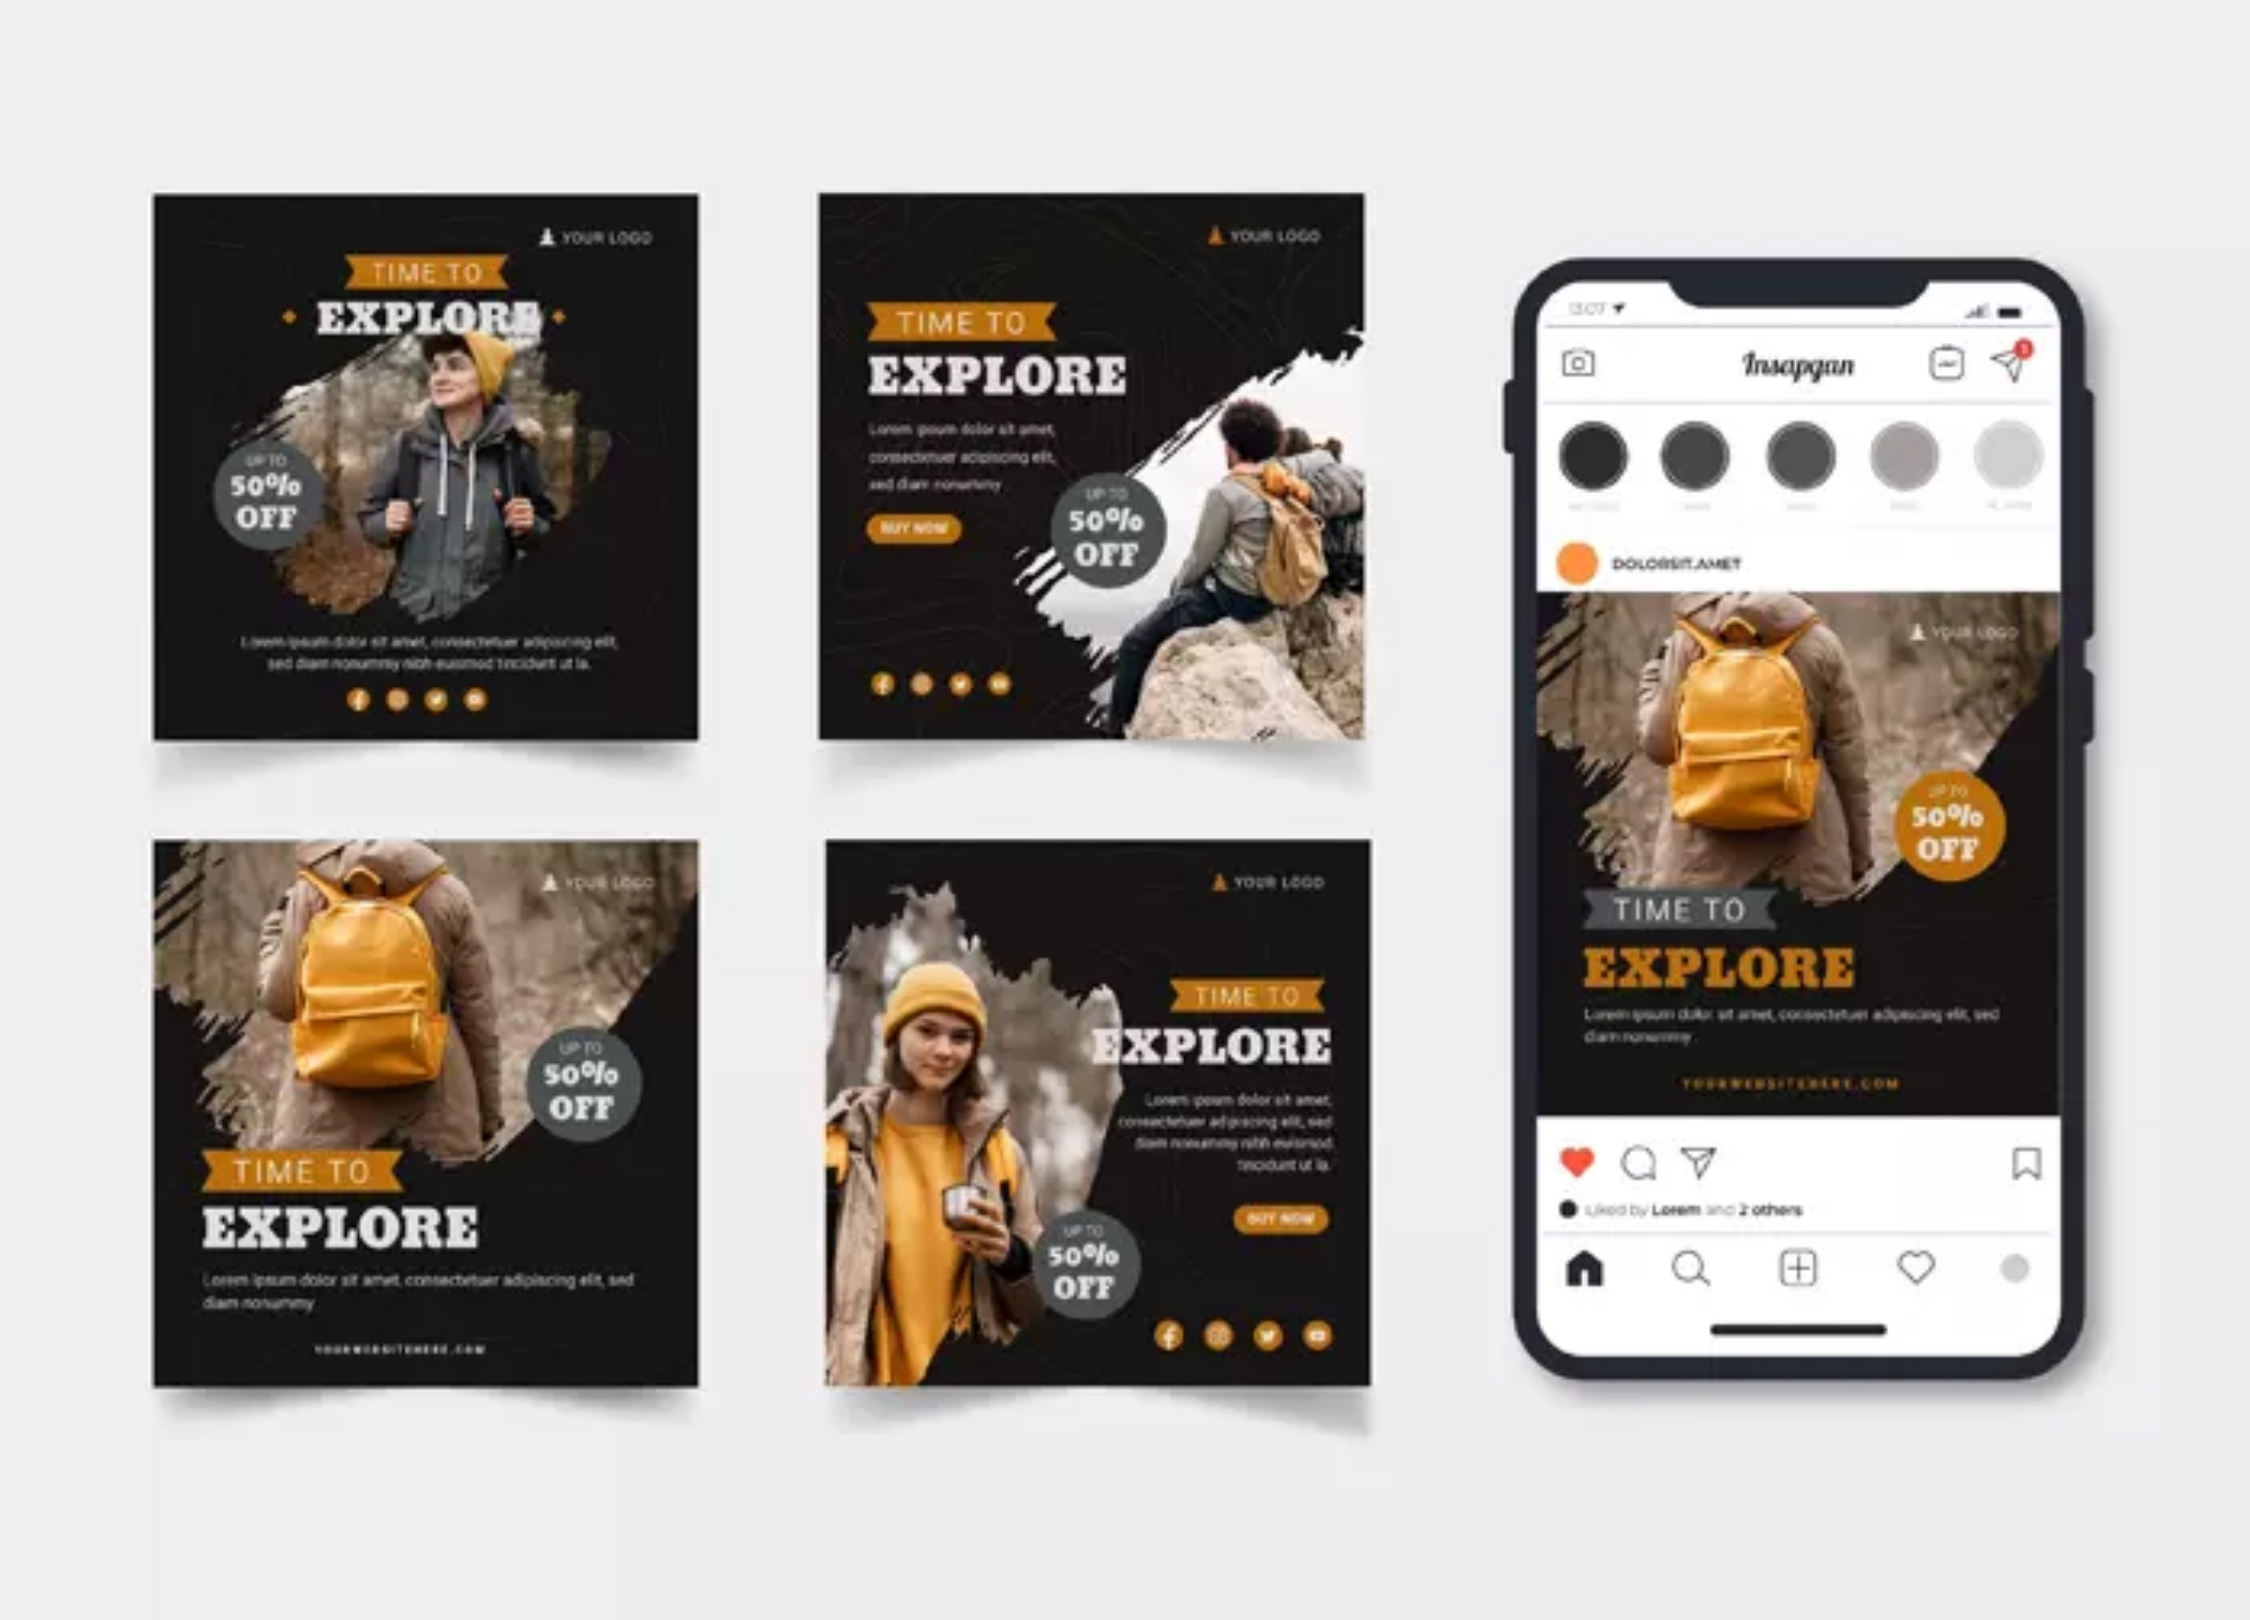 YOUR LOGO
TIME TO
EXPLORE
UP TO
50%
OFF
Lorem ipsum dolor sit amet, consectetuer adipiscing elit,
sed diam nonummy nibh euismod tincidunt ut la.
YOUR LOGO
TIME TO
EXPLORE
Lorem ipsum dolor sit amet,
consectetuer adipiscing elit,
sed diam nonummy
BUY NOW
UP TO
50%
OFF
YOUR LOGO
UP TO
50%
OFF
TIME TO
EXPLORE
Lorem ipsum dolor sit amet, consectetuer adipiscing elit, sed
diam nonummy
YOURWEBSITEHERE.COM
YOUR LOGO
TIME TO
EXPLORE
Lorem ipsum dolor sit amet,
consectetuer adipiscing elit, sed
diam nonummy nibh euismod
tincidunt ut la.
BUY NOW
UP TO
50%
OFF
Insapgan
DOLORSIT.AMET
YOUR LOGO
UP TO
50%
OFF
TIME TO
EXPLORE
Lorem ipsum dolor sit amet, consectetuer adipiscing elit, sed
diam nonummy
YOURWEBSITEHERE.COM
Liked by Lorem and 2 others